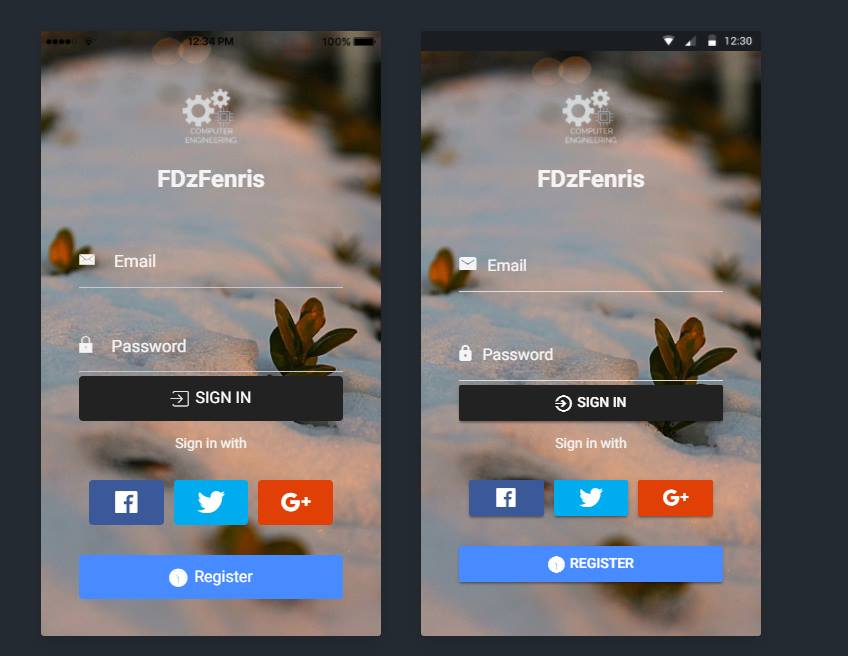 12:34 PM
100%
COMPUTER
ENGINEERING
FDzFenris
Email
Password
SIGN IN
Sign in with
G+
Register
12:30
COMPUTER
ENGINEERING
FDzFenris
Email
Password
SIGN IN
Sign in with
G+
REGISTER